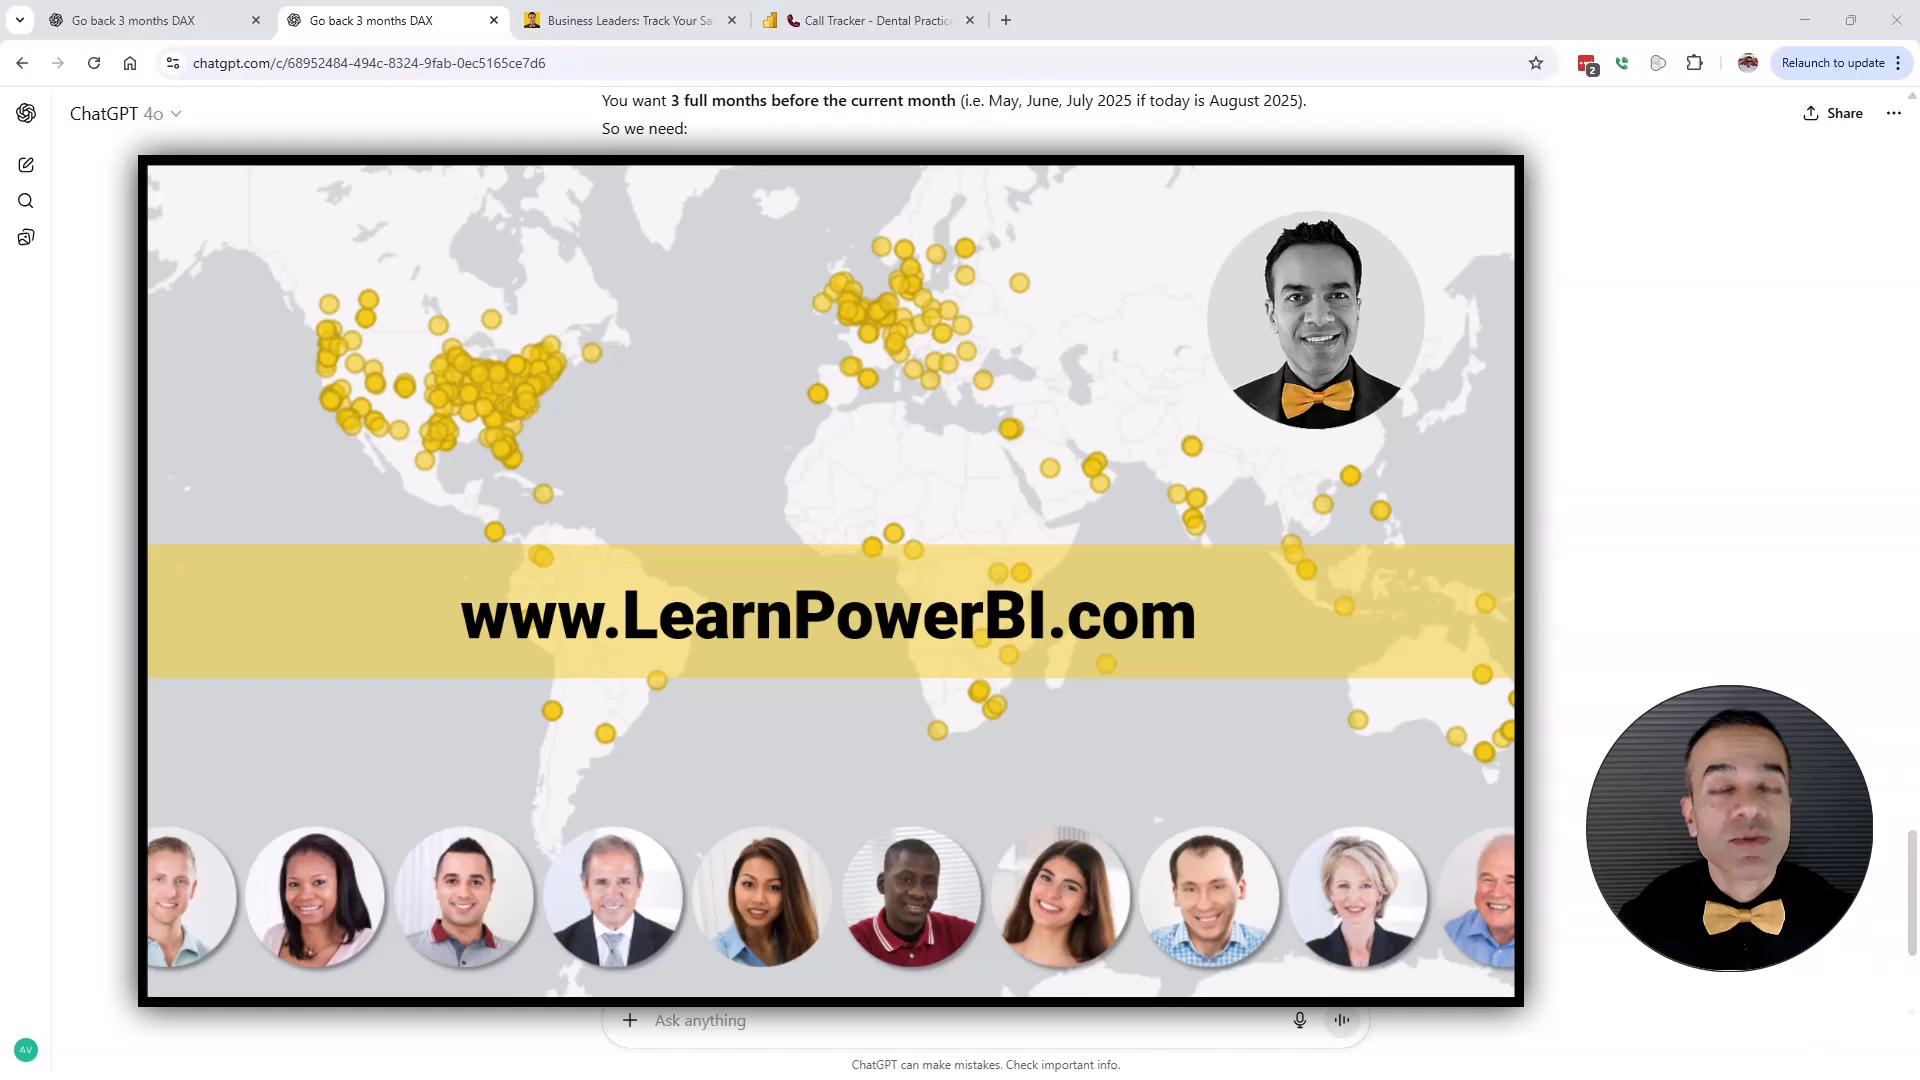 Go back 3 months DAX
Go back 3 months DAX
Business Leaders: Track Your Sal
Call Tracker - Dental Practice
chatgpt.com/c/68952484-494c-8324-9fab-0ec5165ce7d6
2
Relaunch to update
ChatGPT 4o
Share
You want 3 full months before the current month (i.e. May, June, July 2025 if today is August 2025).
So we need:
www.LearnPowerBI.com
Ask anything
AV
ChatGPT can make mistakes. Check important info.